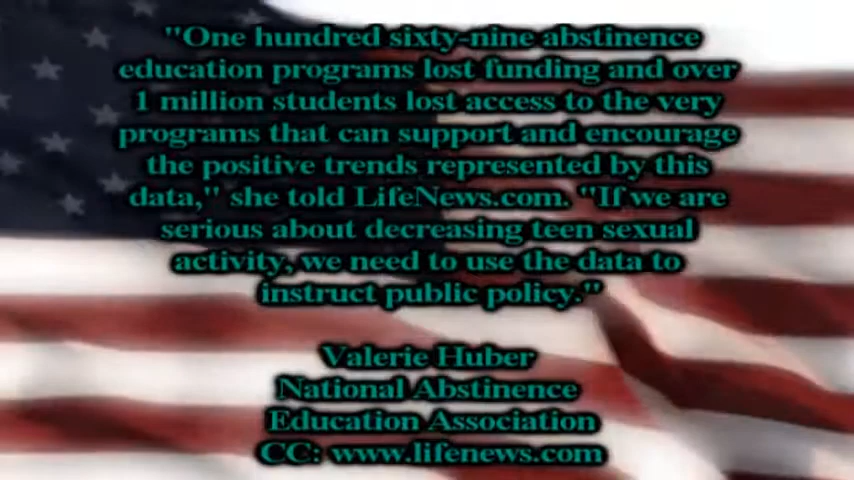 "One hundred sixty-nine abstinence
education programs lost funding and over
1 million students lost access to the very
programs that can support and encourage
the positive trends represented by this
data," she told LifeNews.com. "If we are
serious about decreasing teen sexual
activity, we need to use the data to
instruct public policy."
Valerie Huber
National Abstinence
Education Association
CC: www.lifenews.com